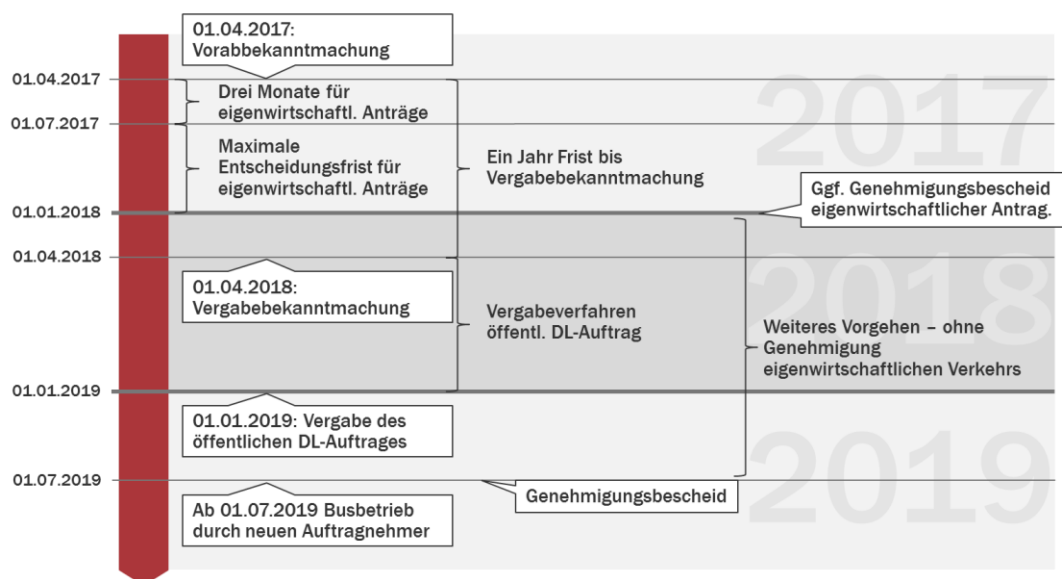 01.04.2017:
Vorabbekanntmachung
2017
01.04.2017
Drei Monate für
eigenwirtschaftl. Anträge
01.07.2017
Maximale
Entscheidungsfrist für
eigenwirtschaftl. Anträge
Ein Jahr Frist bis
Vergabebekanntmachung
Ggf. Genehmigungsbescheid
eigenwirtschaftlicher Antrag.
01.01.2018
2018
01.04.2018
01.04.2018:
Vergabebekanntmachung
Vergabeverfahren
öffentl. DL-Auftrag
Weiteres Vorgehen – ohne
Genehmigung
eigenwirtschaftlichen Verkehrs
01.01.2019
01.01.2019: Vergabe des
öffentlichen DL-Auftrages
2019
01.07.2019
Genehmigungsbescheid
Ab 01.07.2019 Busbetrieb
durch neuen Auftragnehmer